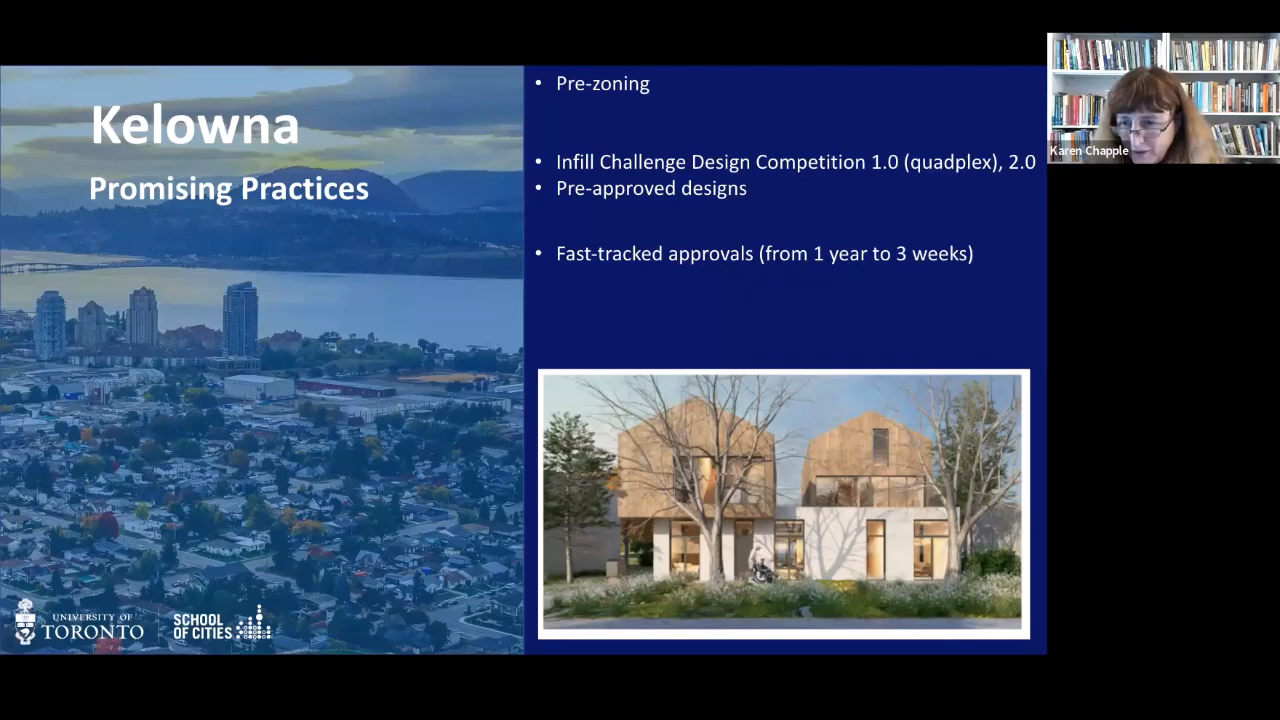 Kelowna
Promising Practices
• Pre-zoning
• Infill Challenge Design Competition 1.0 (quadplex), 2.0
• Pre-approved designs
• Fast-tracked approvals (from 1 year to 3 weeks)
Karen Chapple
UNIVERSITY OF
TORONTO
SCHOOL
OF CITIES